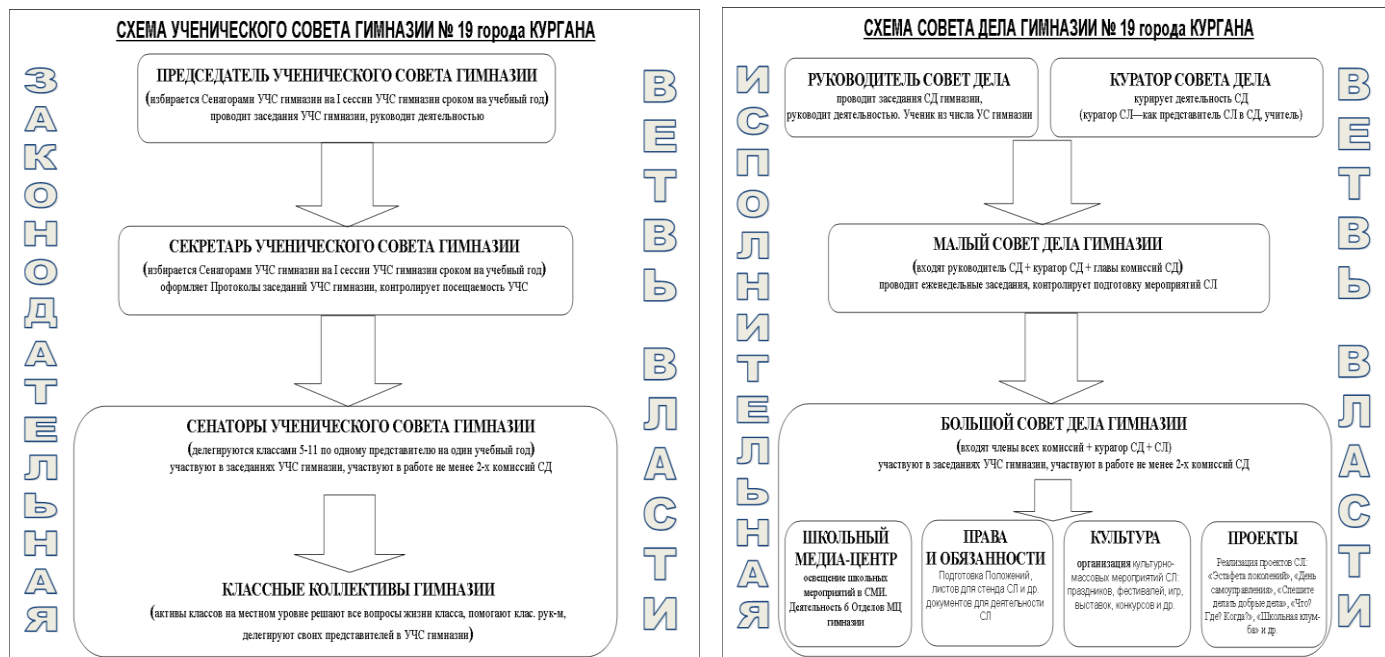 СХЕМА УЧЕНИЧЕСКОГО СОВЕТА ГИМНАЗИИ № 19 города КУРГАНА
ЗАКОНОДАТЕЛЬНАЯ
ВЕТВЬ ВЛАСТИ
ПРЕДСЕДАТЕЛЬ УЧЕНИЧЕСКОГО СОВЕТА ГИМНАЗИИ
(избирается Сенаторами УЧС гимназии на I сессии УЧС гимназии сроком на учебный год)
проводит заседания УЧС гимназии, руководит деятельностью
СЕКРЕТАРЬ УЧЕНИЧЕСКОГО СОВЕТА ГИМНАЗИИ
(избирается Сенаторами УЧС гимназии на I сессии УЧС гимназии сроком на учебный год)
оформляет Протоколы заседаний УЧС гимназии, контролирует посещаемость УЧС
СЕНАТОРЫ УЧЕНИЧЕСКОГО СОВЕТА ГИМНАЗИИ
(делегируются классами 5-11 по одному представителю на один учебный год)
участвуют в заседаниях УЧС гимназии, участвуют в работе не менее 2-х комиссий СД
КЛАССНЫЕ КОЛЛЕКТИВЫ ГИМНАЗИИ
(активы классов на местном уровне решают все вопросы жизни класса, помогают клас. рук-м,
делегируют своих представителей в УЧС гимназии)
СХЕМА СОВЕТА ДЕЛА ГИМНАЗИИ № 19 города КУРГАНА
ИСПОЛНИТЕЛЬНАЯ
ВЕТВЬ ВЛАСТИ
РУКОВОДИТЕЛЬ СОВЕТ ДЕЛА
проводит заседания СД гимназии,
руководит деятельностью. Ученик из числа УС гимназии
КУРАТОР СОВЕТА ДЕЛА
курирует деятельность СД
(куратор СЛ—как представитель СЛ в СД, учитель)
МАЛЫЙ СОВЕТ ДЕЛА ГИМНАЗИИ
(входят руководитель СД + куратор СД + главы комиссий СД)
проводит еженедельные заседания, контролирует подготовку мероприятий СЛ
БОЛЬШОЙ СОВЕТ ДЕЛА ГИМНАЗИИ
(входят члены всех комиссий + куратор СД + СЛ)
участвуют в заседаниях УЧС гимназии, участвуют в работе не менее 2-х комиссий СД
ШКОЛЬНЫЙ
МЕДИА-ЦЕНТР
освещение школьных
мероприятий в СМИ.
Деятельность 6 Отделов МЦ
гимназии
ПРАВА
И ОБЯЗАННОСТИ
Подготовка Положений ,
листов для стенда СЛ и др.
документов для деятельности
СЛ
КУЛЬТУРА
организация культурно-
массовых мероприятий СЛ:
праздников, фестивалей, игр,
выставок, конкурсов и др.
ПРОЕКТЫ
Реализация проектов СЛ:
«Эстафета поколений», «День
самоуправления», «Спешите
делать добрые дела», «Что?
Где? Когда?», «Школьная клум-
ба» и др.